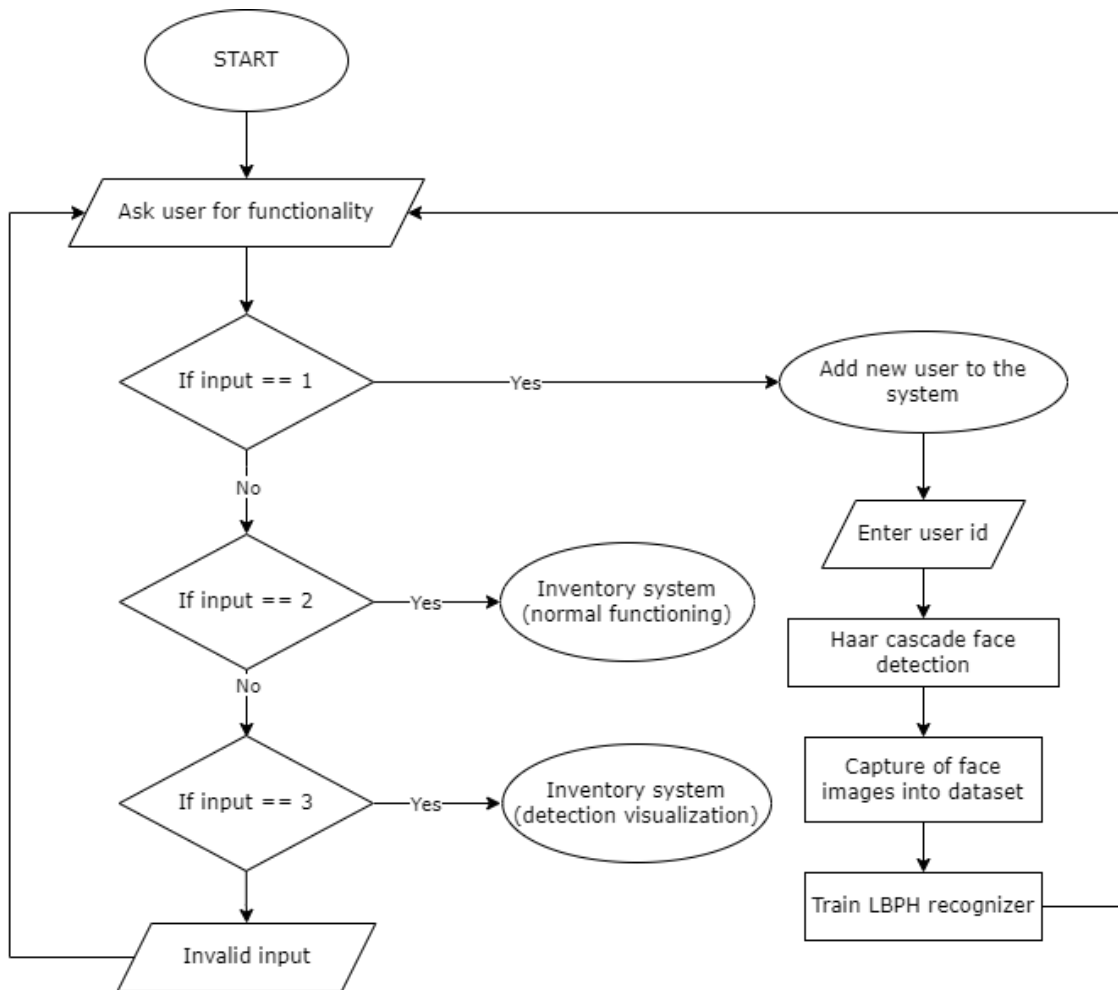 START
Ask user for functionality
If input == 1
Yes
Add new user to the
system
No
Enter user id
If input == 2
Yes
Inventory system
(normal functioning)
Haar cascade face
detection
No
If input == 3
Yes
Inventory system
(detection visualization)
Capture of face
images into dataset
Train LBPH recognizer
Invalid input